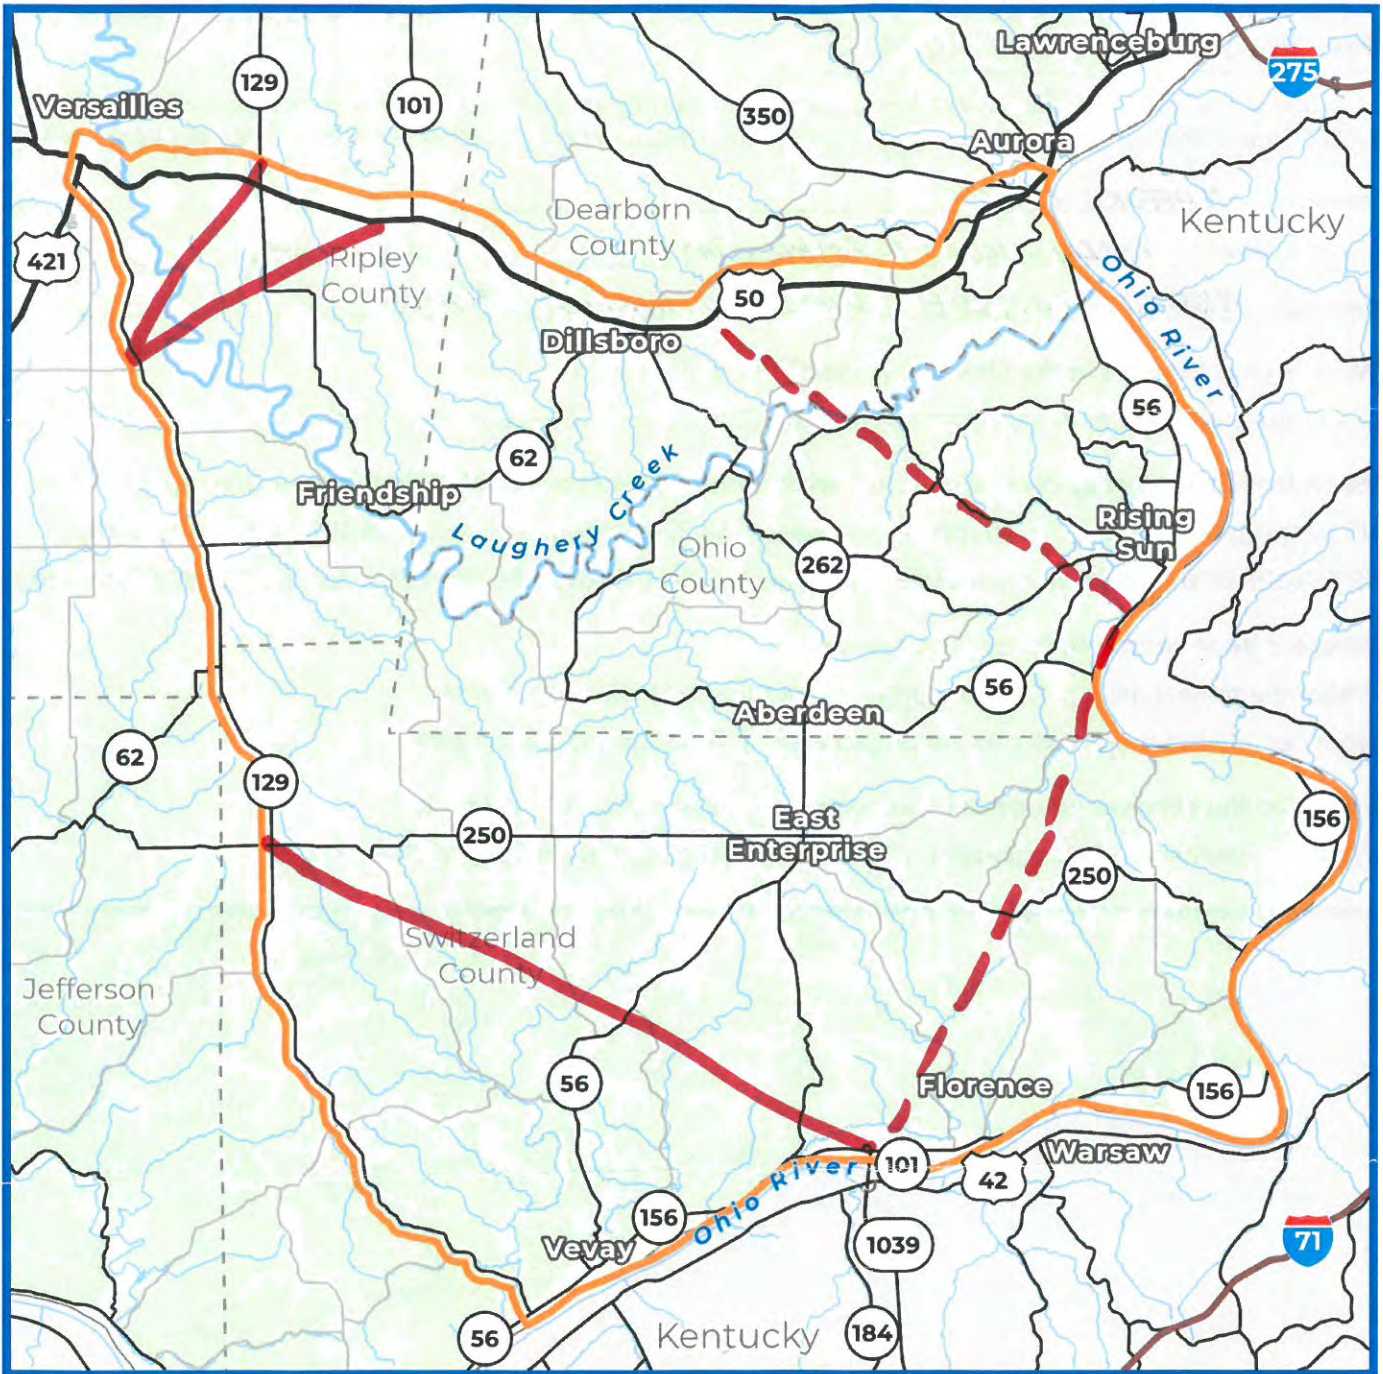 Lawrenceburg
275
129
101
Versailles
350
Aurora
Kentucky
Dearborn
County
421
Ripley
County
50
Ohio River
Dillsboro
56
62
Friendship
Laughery Creek
Rising
Sun
Ohio
County
262
56
Aberdeen
62
129
156
250
East
Enterprise
250
Switzerland
County
Jefferson
County
56
Florence
156
Warsaw
101
42
Ohio River
156
Vevay
1039
71
56
Kentucky
184